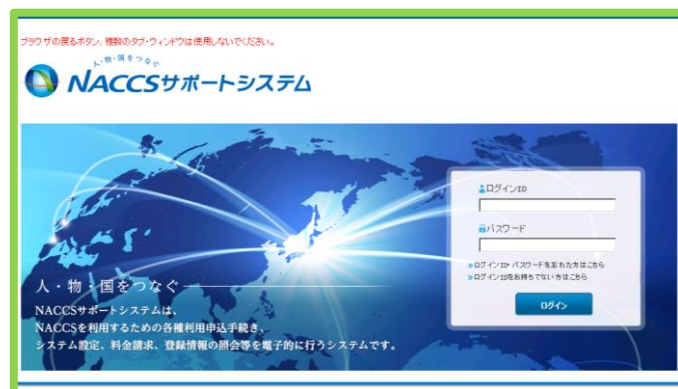 ブラウザの戻るボタン、複数のタブ・ウィンドウは使用しないでください。
人・物・国をつなぐ
NACCSサポートシステム
ログインID
パスワード
»ログインID・パスワードを忘れた方はこちら
»ログインIDをお持ちでない方はこちら
ログイン
人・物・国をつなぐ
NACCSサポートシステムは、
NACCSを利用するための各種利用申込手続き、
システム設定、料金請求、登録情報の照会等を電子的に行うシステムです。